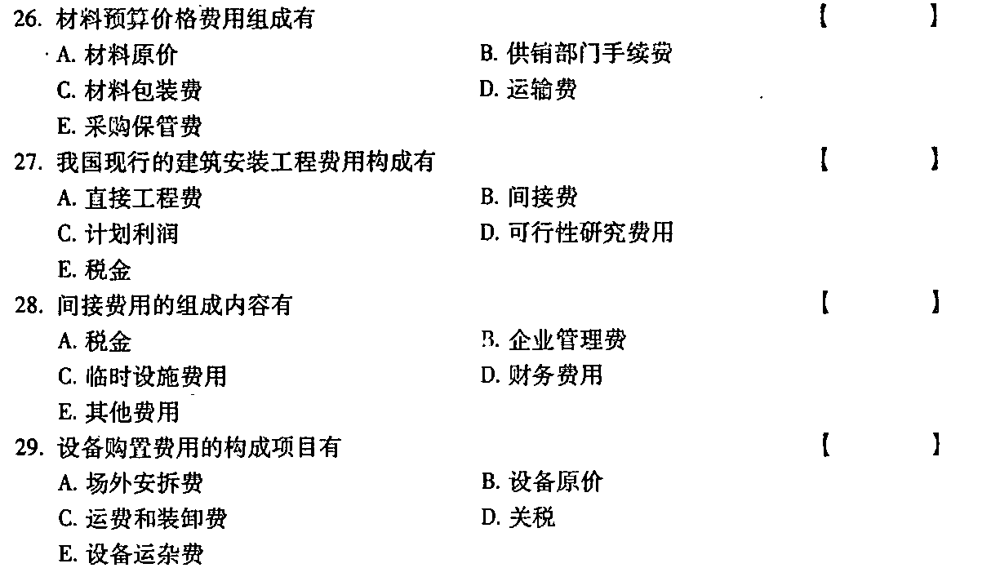 26. 材料预算价格费用组成有 【 】
A. 材料原价 B. 供销部门手续费
C. 材料包装费 D. 运输费
E. 采购保管费
27. 我国现行的建筑安装工程费用构成有 【 】
A. 直接工程费 B. 间接费
C. 计划利润 D. 可行性研究费用
E. 税金
28. 间接费用的组成内容有 【 】
A. 税金 B. 企业管理费
C. 临时设施费用 D. 财务费用
E. 其他费用
29. 设备购置费用的构成项目有 【 】
A. 场外安拆费 B. 设备原价
C. 运费和装卸费 D. 关税
E. 设备运杂费